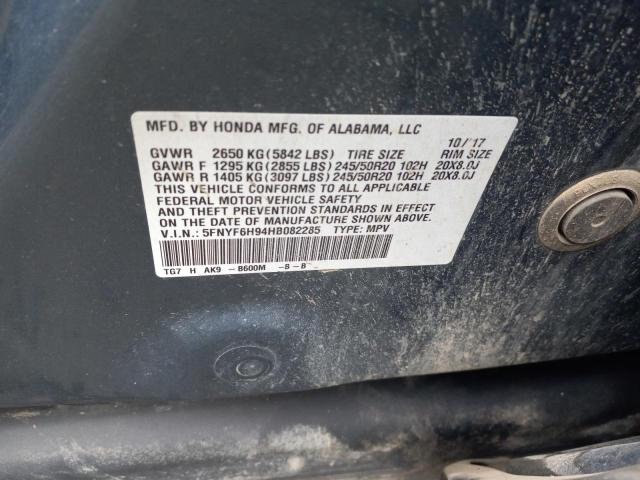 MFD. BY HONDA MFG. OF ALABAMA, LLC 10/17
GVWR 2650 KG (5842 LBS) TIRE SIZE RIM SIZE
GAWR F 1295 KG (2855 LBS) 245/50R20 102H 20X8.0J
GAWR R 1405 KG (3097 LBS) 245/50R20 102H 20X8.0J
THIS VEHICLE CONFORMS TO ALL APPLICABLE
FEDERAL MOTOR VEHICLE SAFETY
AND THEFT PREVENTION STANDARDS IN EFFECT
ON THE DATE OF MANUFACTURE SHOWN ABOVE.
V.I.N.: 5FNYF6H94HB082285 TYPE: MPV
TG7 H AK9 -B600M -B-B